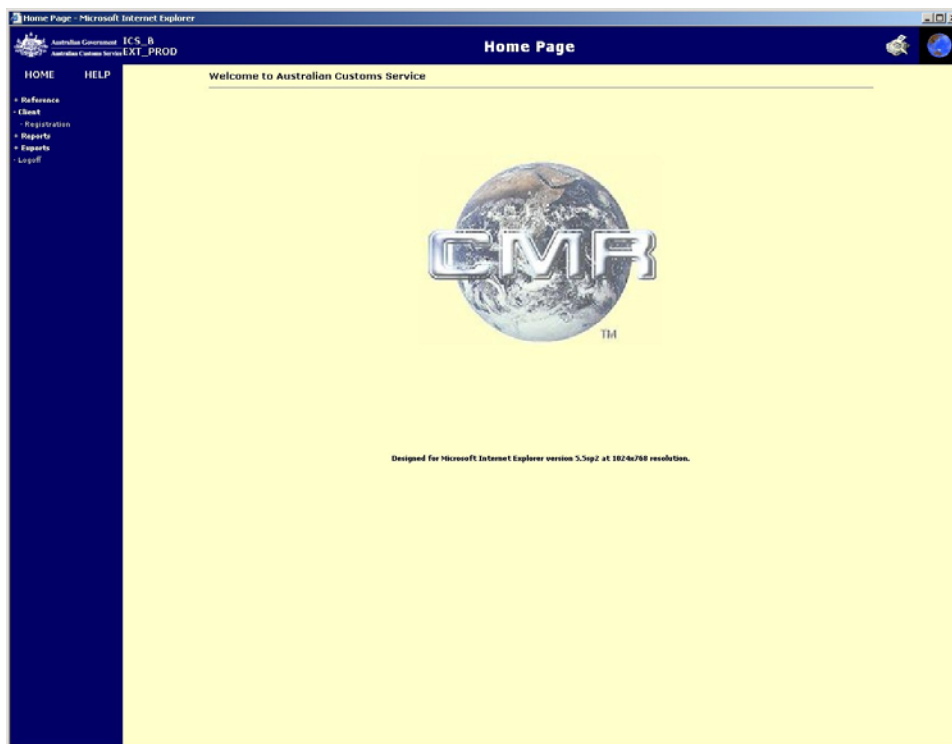 Home Page - Microsoft Internet Explorer
Australian Government
Australian Customs Service
ICS_B
EXT_PROD
Home Page
HOME HELP
Welcome to Australian Customs Service
+ Reference
- Client
- Registration
+ Reports
+ Exports
- Logoff
CMR
TM
Designed for Microsoft Internet Explorer version 5.5sp2 at 1024x768 resolution.